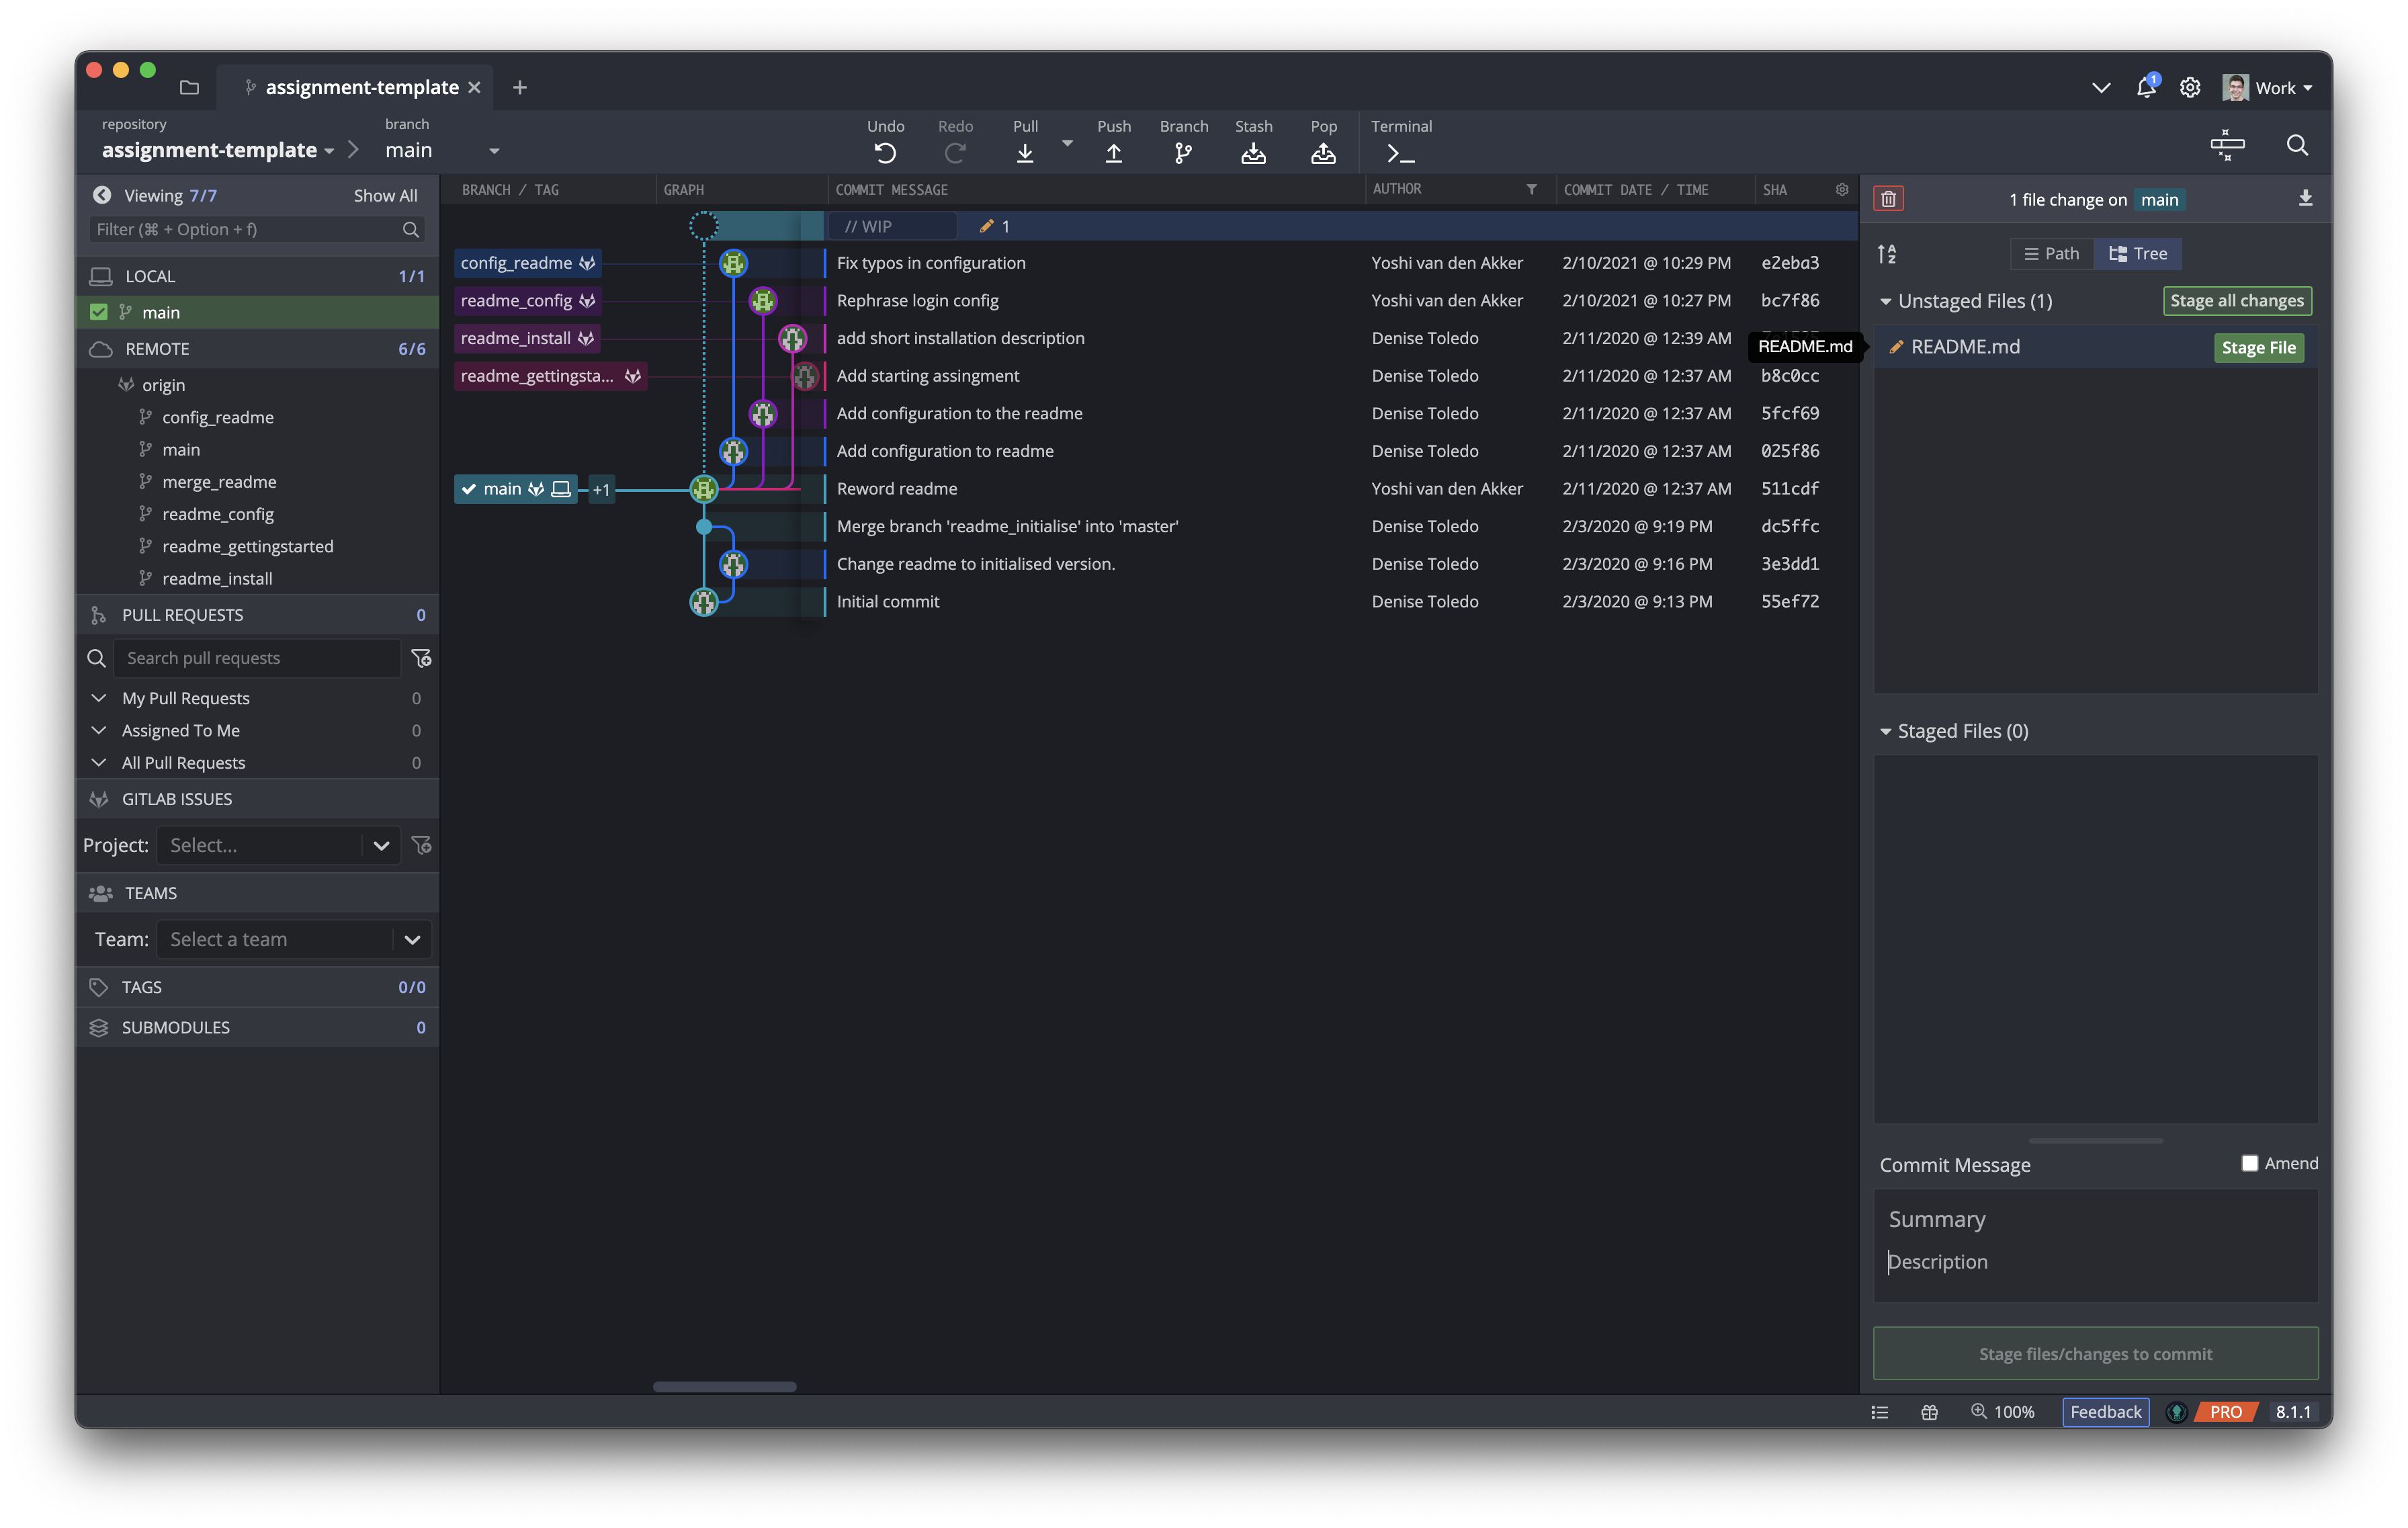 assignment-template
1
Work
repository
assignment-template
branch
main
Undo
Redo
Pull
Push
Branch
Stash
Pop
Terminal
Viewing 7/7
Show All
Filter (⌘ + Option + f)
LOCAL 1/1
main
REMOTE 6/6
origin
config_readme
main
merge_readme
readme_config
readme_gettingstarted
readme_install
PULL REQUESTS 0
Search pull requests
My Pull Requests 0
Assigned To Me 0
All Pull Requests 0
GITLAB ISSUES
Project: Select...
TEAMS
Team: Select a team
TAGS 0/0
SUBMODULES 0
BRANCH / TAG GRAPH COMMIT MESSAGE AUTHOR COMMIT DATE / TIME SHA
// WIP 1
config_readme Fix typos in configuration Yoshi van den Akker 2/10/2021 @ 10:29 PM e2eba3
readme_config Rephrase login config Yoshi van den Akker 2/10/2021 @ 10:27 PM bc7f86
readme_install add short installation description Denise Toledo 2/11/2020 @ 12:39 AM
readme_gettingsta... Add starting assingment Denise Toledo 2/11/2020 @ 12:37 AM b8c0cc
Add configuration to the readme Denise Toledo 2/11/2020 @ 12:37 AM 5fcf69
Add configuration to readme Denise Toledo 2/11/2020 @ 12:37 AM 025f86
main +1 Reword readme Yoshi van den Akker 2/11/2020 @ 12:37 AM 511cdf
Merge branch 'readme_initialise' into 'master' Denise Toledo 2/3/2020 @ 9:19 PM dc5ffc
Change readme to initialised version. Denise Toledo 2/3/2020 @ 9:16 PM 3e3dd1
Initial commit Denise Toledo 2/3/2020 @ 9:13 PM 55ef72
1 file change on main
Path
Tree
Unstaged Files (1)
Stage all changes
README.md
README.md
Stage File
Staged Files (0)
Commit Message
Amend
Summary
Description
Stage files/changes to commit
100%
Feedback
PRO
8.1.1